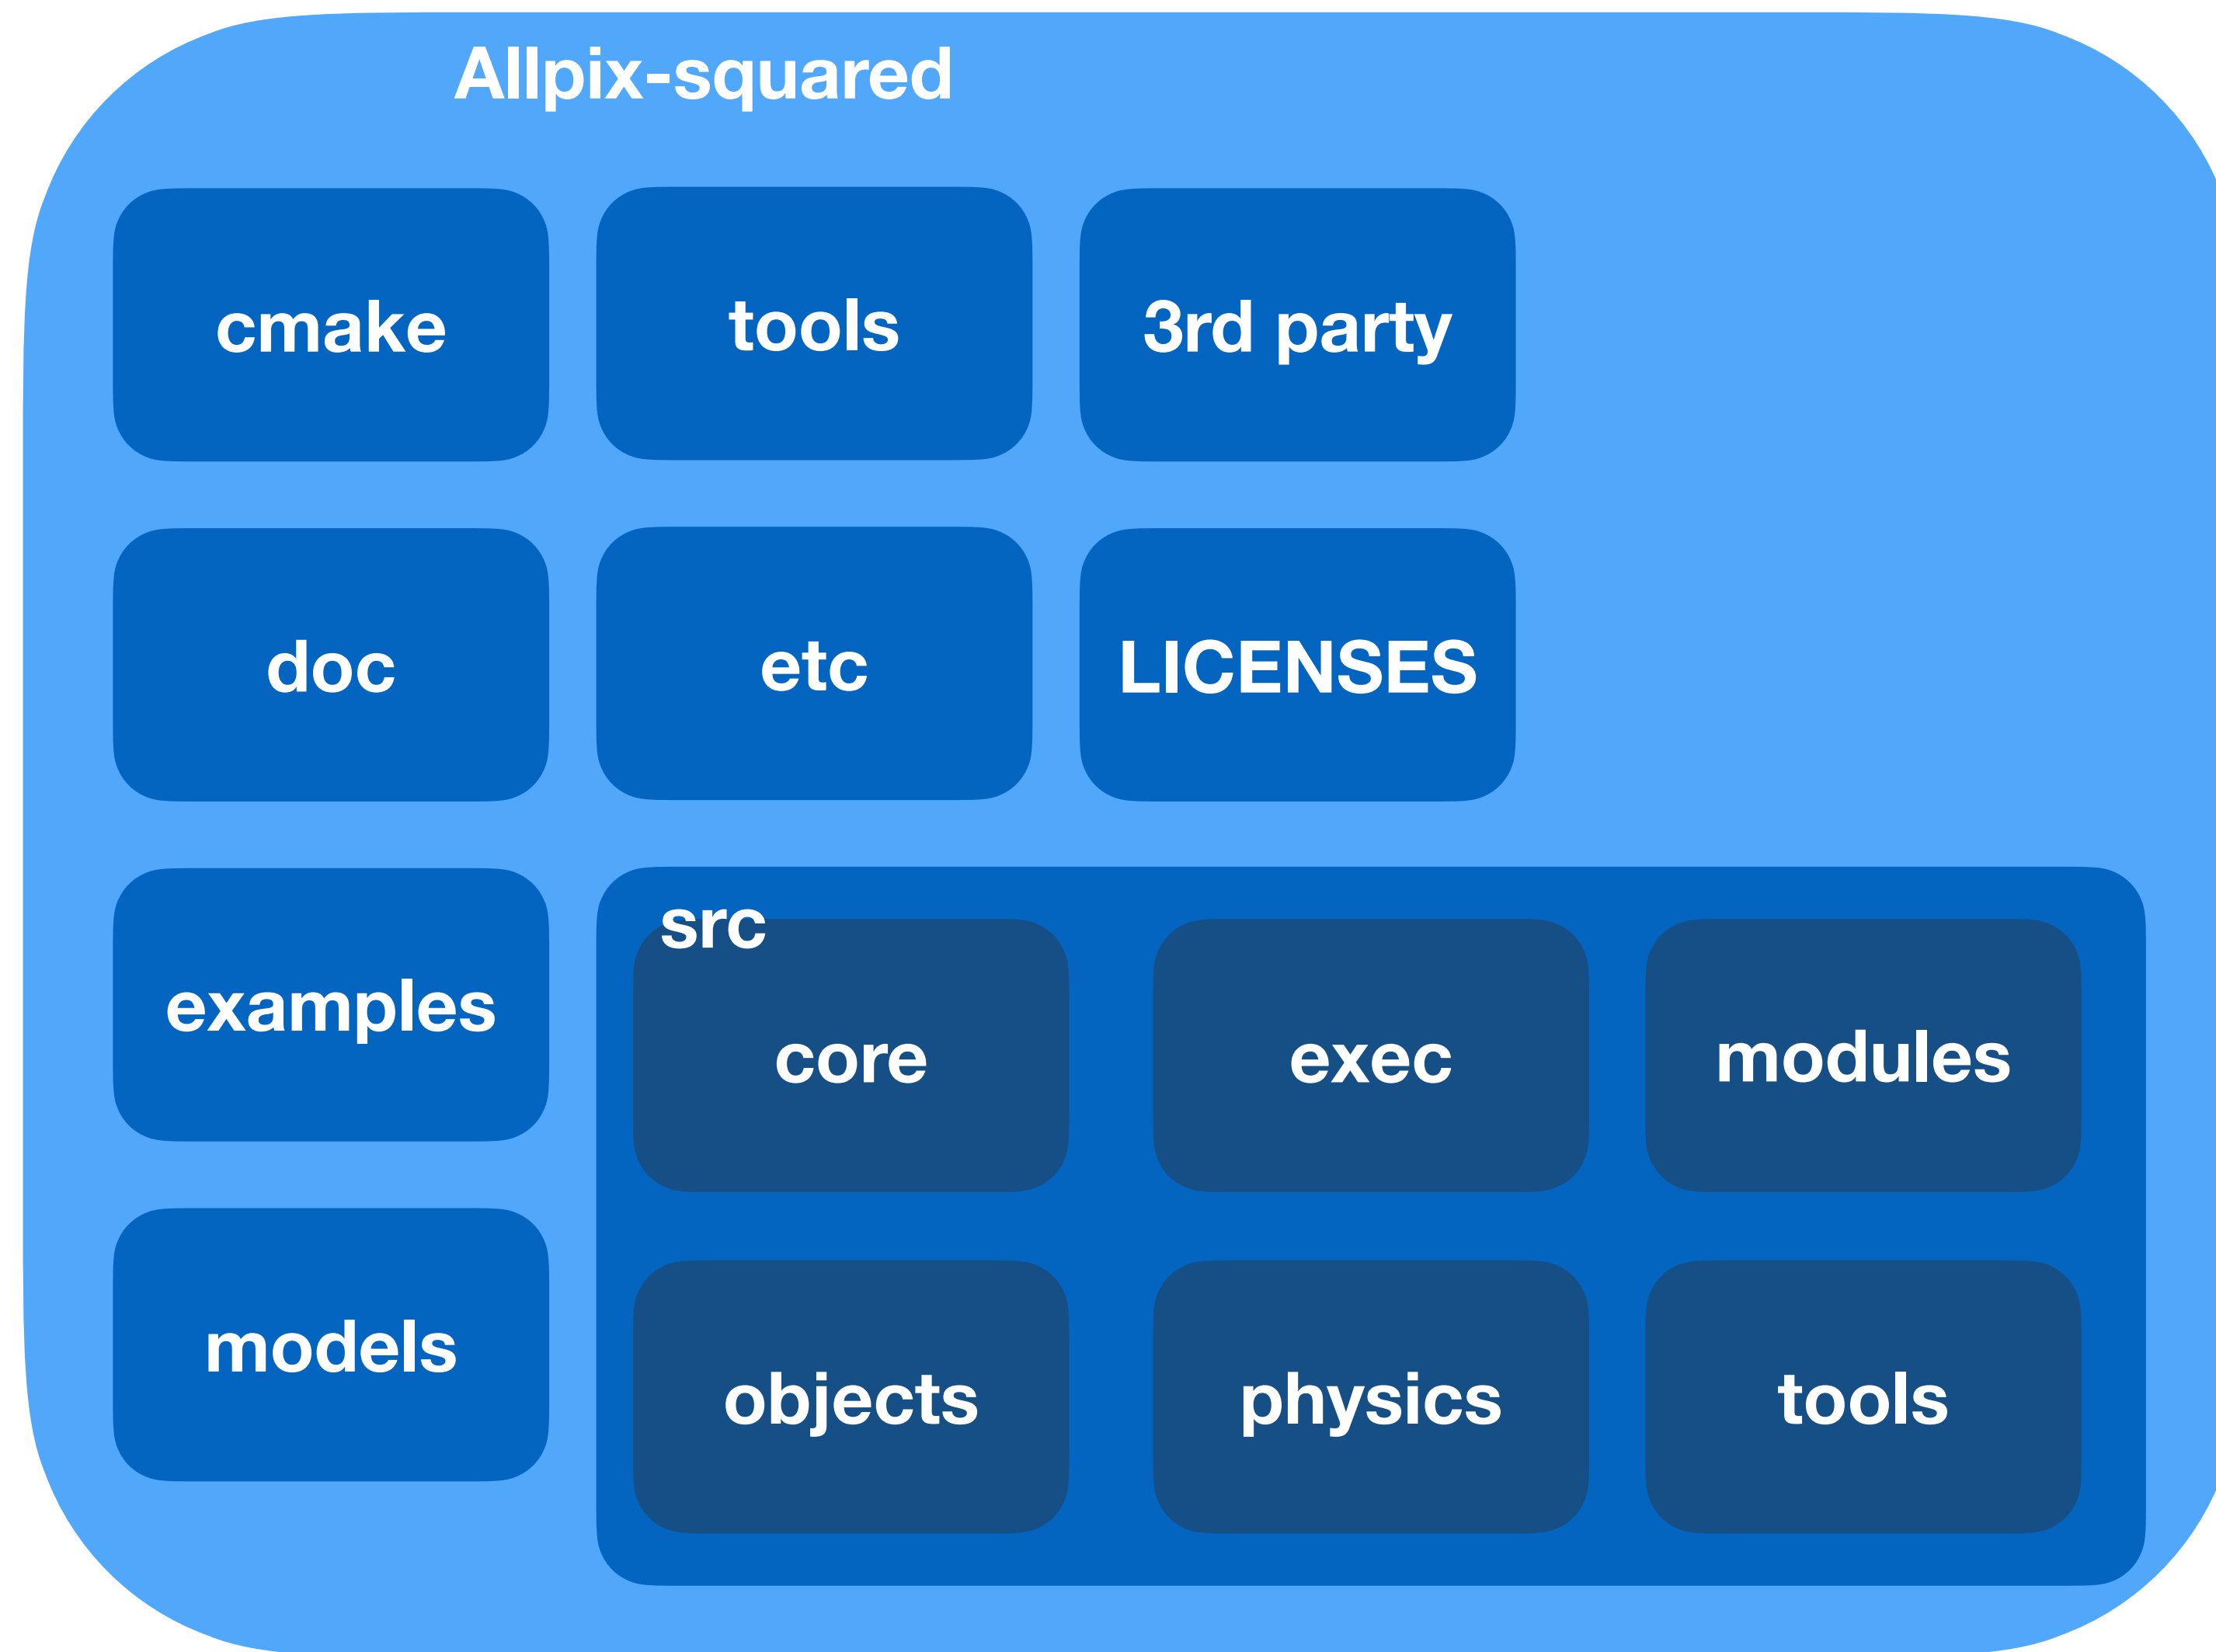 Allpix-squared
cmake
tools
3rd party
doc
etc
LICENSES
examples
src
core
exec
modules
models
objects
physics
tools